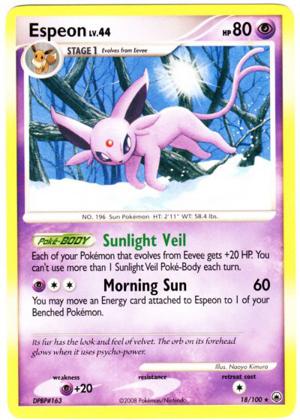 Espeon LV.44 HP 80
STAGE 1 Evolves from Eevee
NO. 196 Sun Pokémon HT: 2'11" WT: 58.4 lbs.
Poké-BODY Sunlight Veil
Each of your Pokémon that evolves from Eevee gets +20 HP. You
can't use more than 1 Sunlight Veil Poké-Body each turn.
Morning Sun 60
You may move an Energy card attached to Espeon to 1 of your
Benched Pokémon.
Illus. Naoyo Kimura
Its fur has the look and feel of velvet. The orb on its forehead
glows when it uses psycho-power.
weakness resistance retreat cost
+20
DPBP#163 ©2008 Pokémon/Nintendo. 18/100 ★